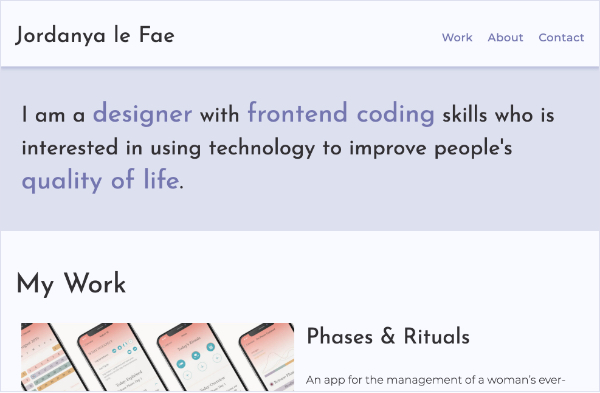 Jordanya le Fae
Work About Contact
I am a designer with frontend coding skills who is
interested in using technology to improve people's
quality of life.
My Work
Phases & Rituals
An app for the management of a woman's ever-